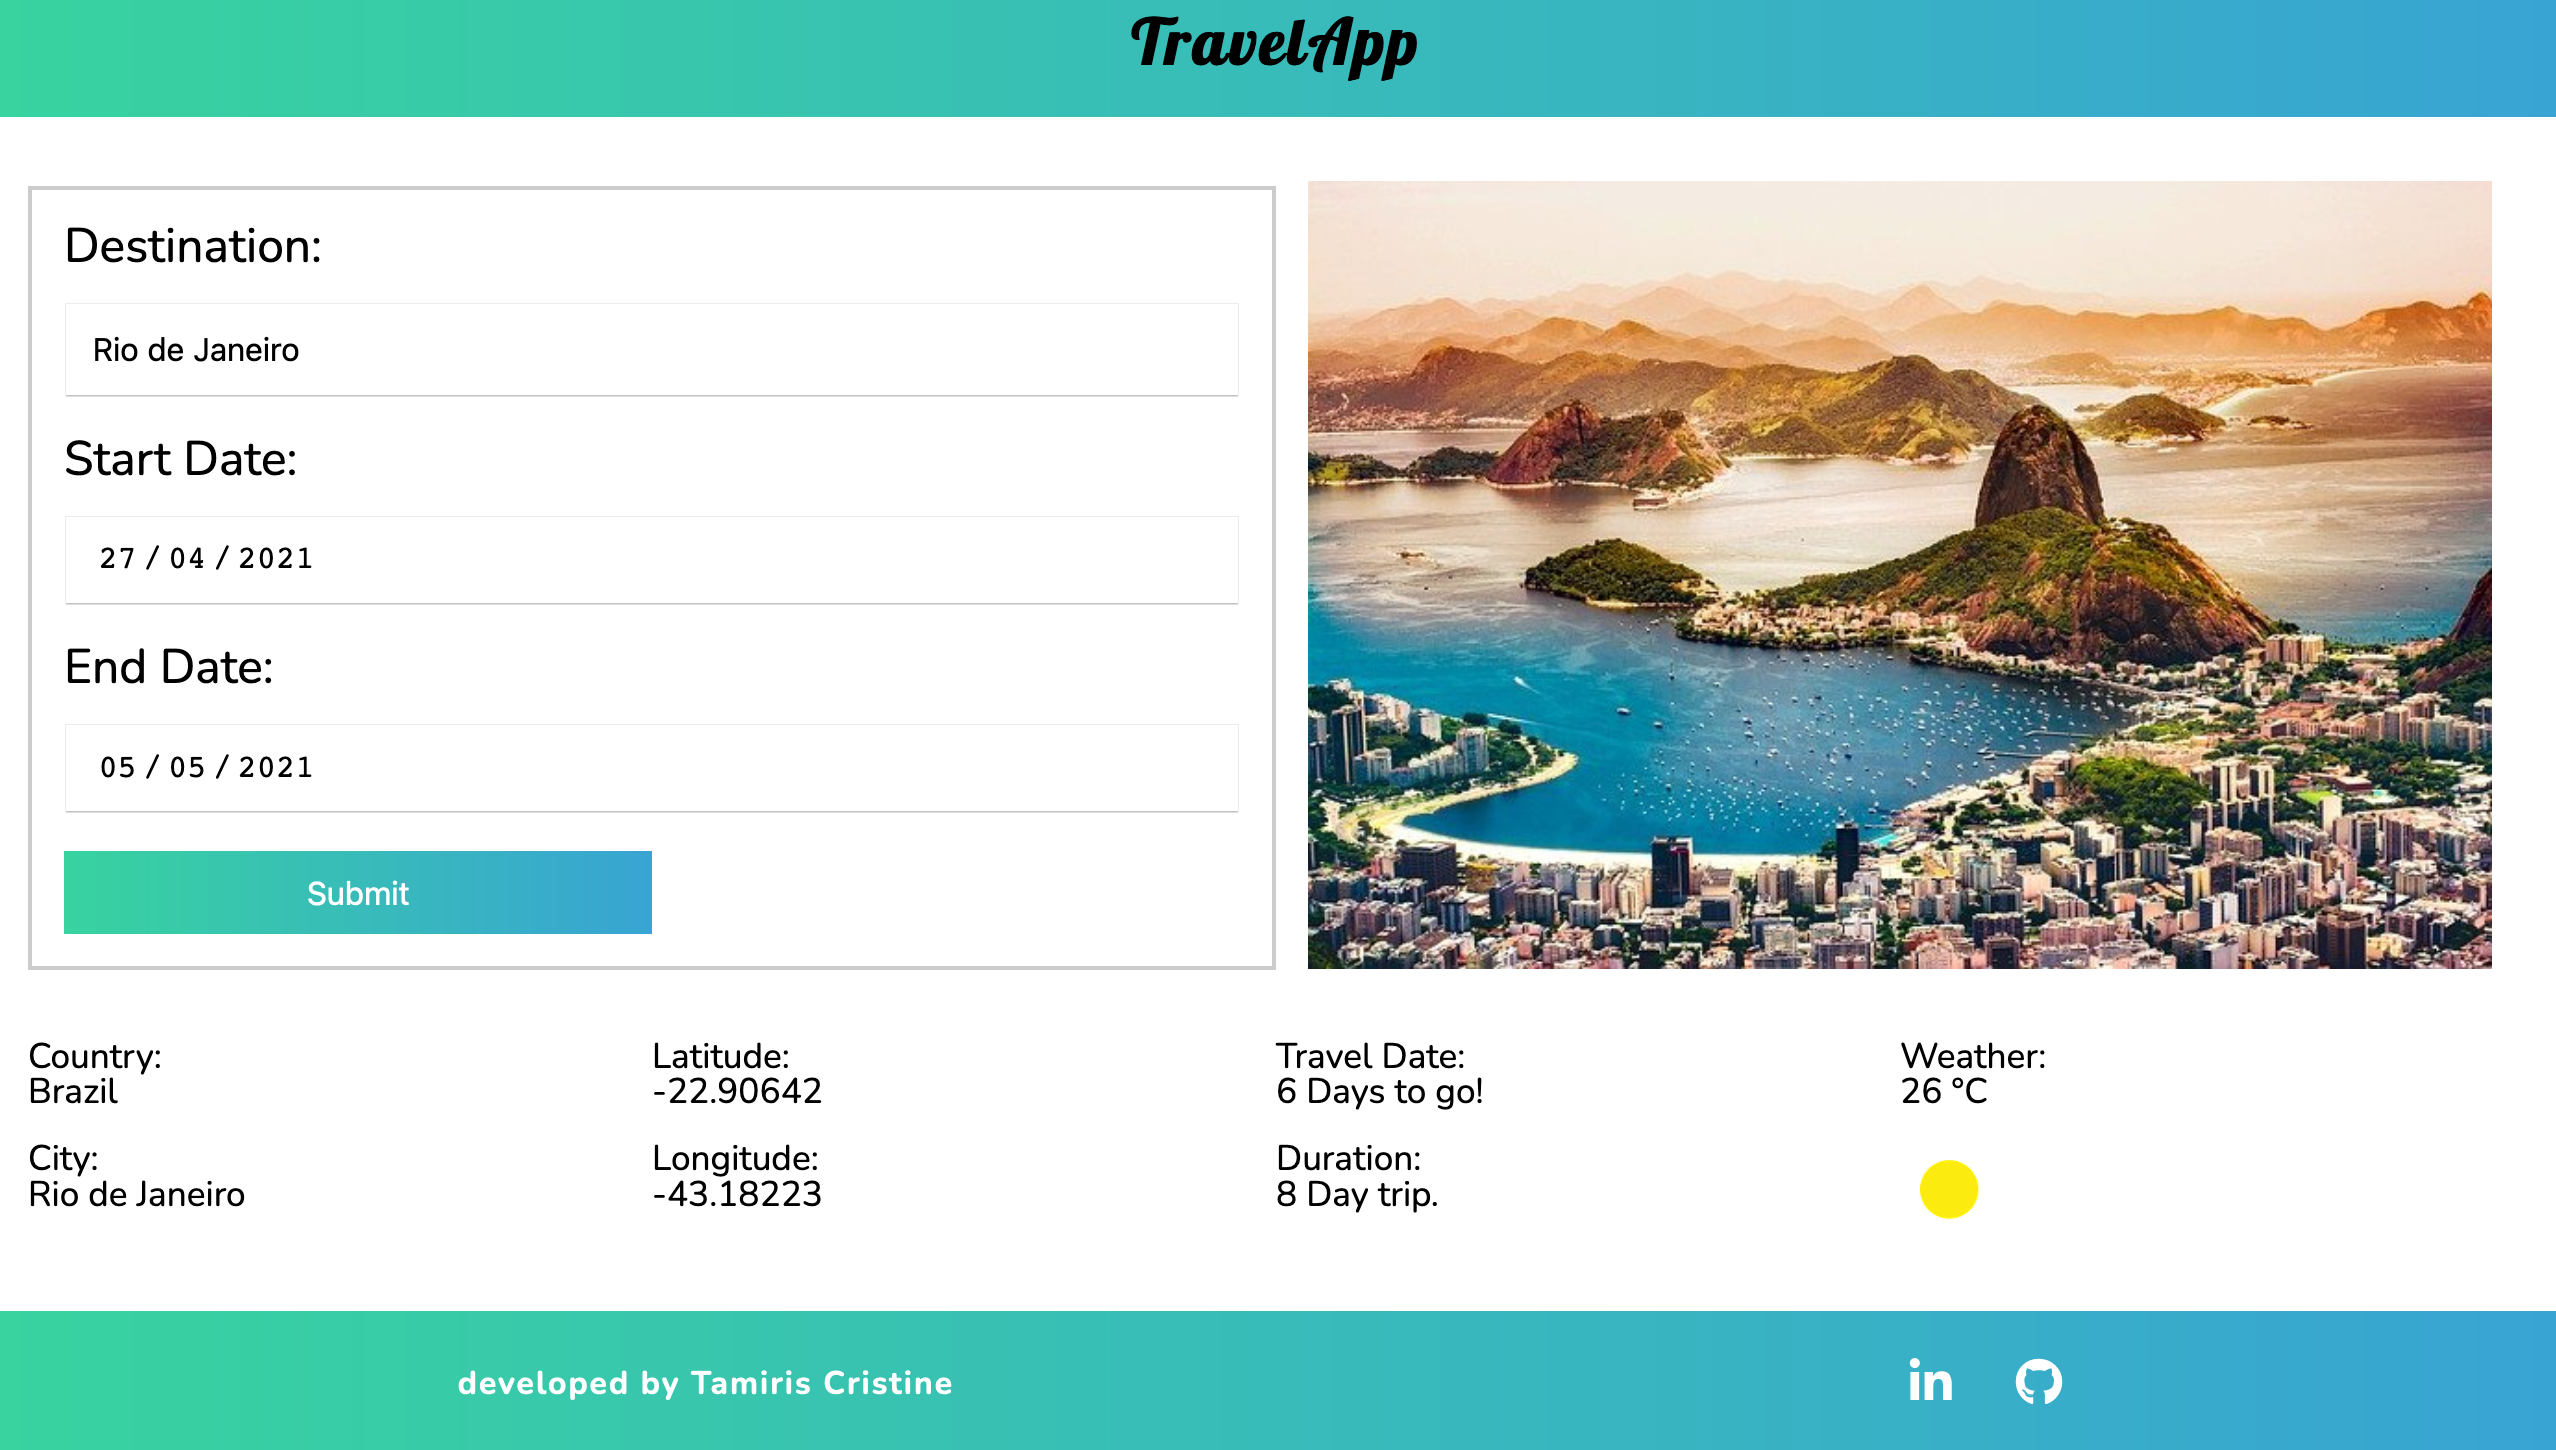 TravelApp
Destination:
Rio de Janeiro
Start Date:
27 / 04 / 2021
End Date:
05 / 05 / 2021
Submit
Country:
Brazil
City:
Rio de Janeiro
Latitude:
-22.90642
Longitude:
-43.18223
Travel Date:
6 Days to go!
Duration:
8 Day trip.
Weather:
26 °C
developed by Tamiris Cristine
in